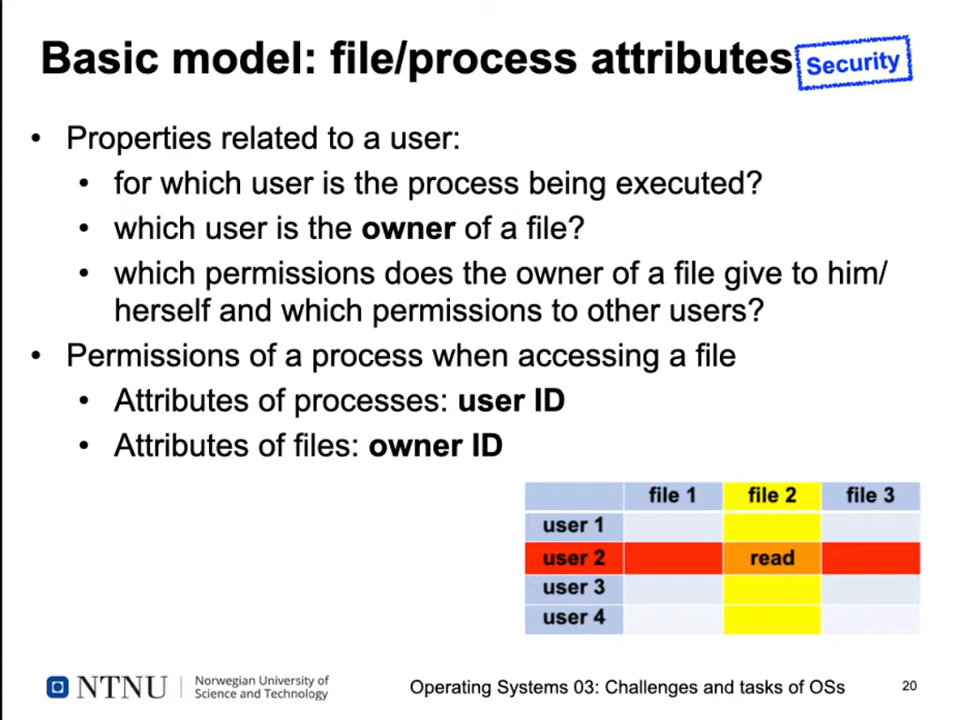 Basic model: file/process attributes
Security
• Properties related to a user:
• for which user is the process being executed?
• which user is the owner of a file?
• which permissions does the owner of a file give to him/
herself and which permissions to other users?
• Permissions of a process when accessing a file
• Attributes of processes: user ID
• Attributes of files: owner ID
file 1 file 2 file 3
user 1
user 2 read
user 3
user 4
NTNU
Norwegian University of
Science and Technology
Operating Systems 03: Challenges and tasks of OSs
20